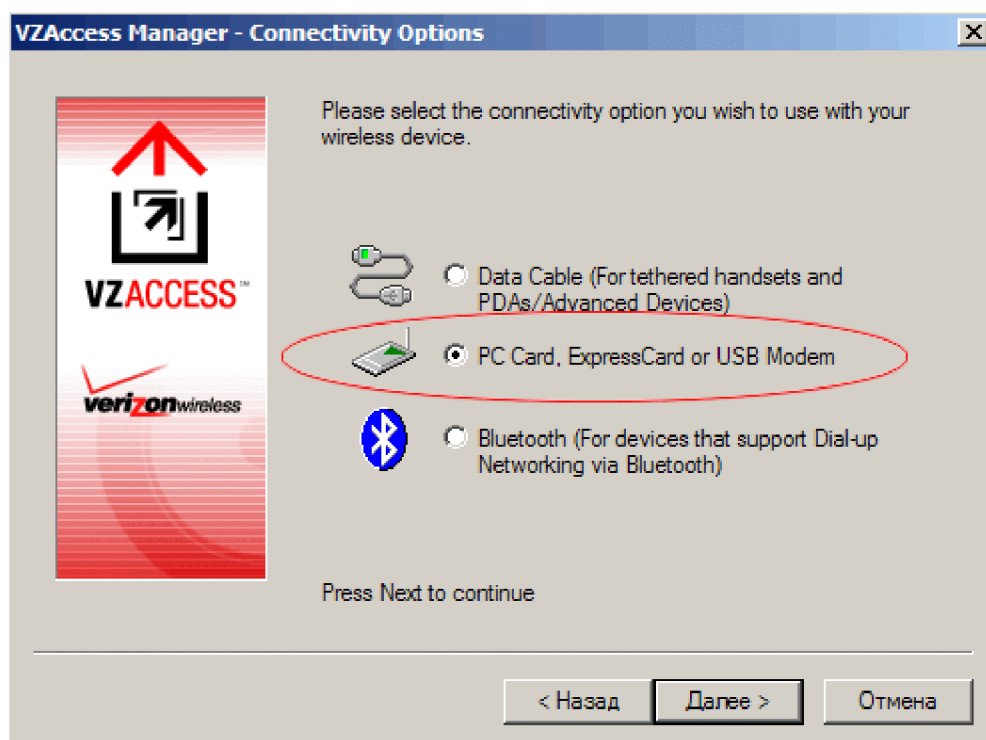 VZAccess Manager - Connectivity Options
Please select the connectivity option you wish to use with your
wireless device.
VZACCESS™
verizonwireless
Data Cable (For tethered handsets and
PDAs/Advanced Devices)
PC Card, ExpressCard or USB Modem
Bluetooth (For devices that support Dial-up
Networking via Bluetooth)
Press Next to continue
< Назад
Далее >
Отмена